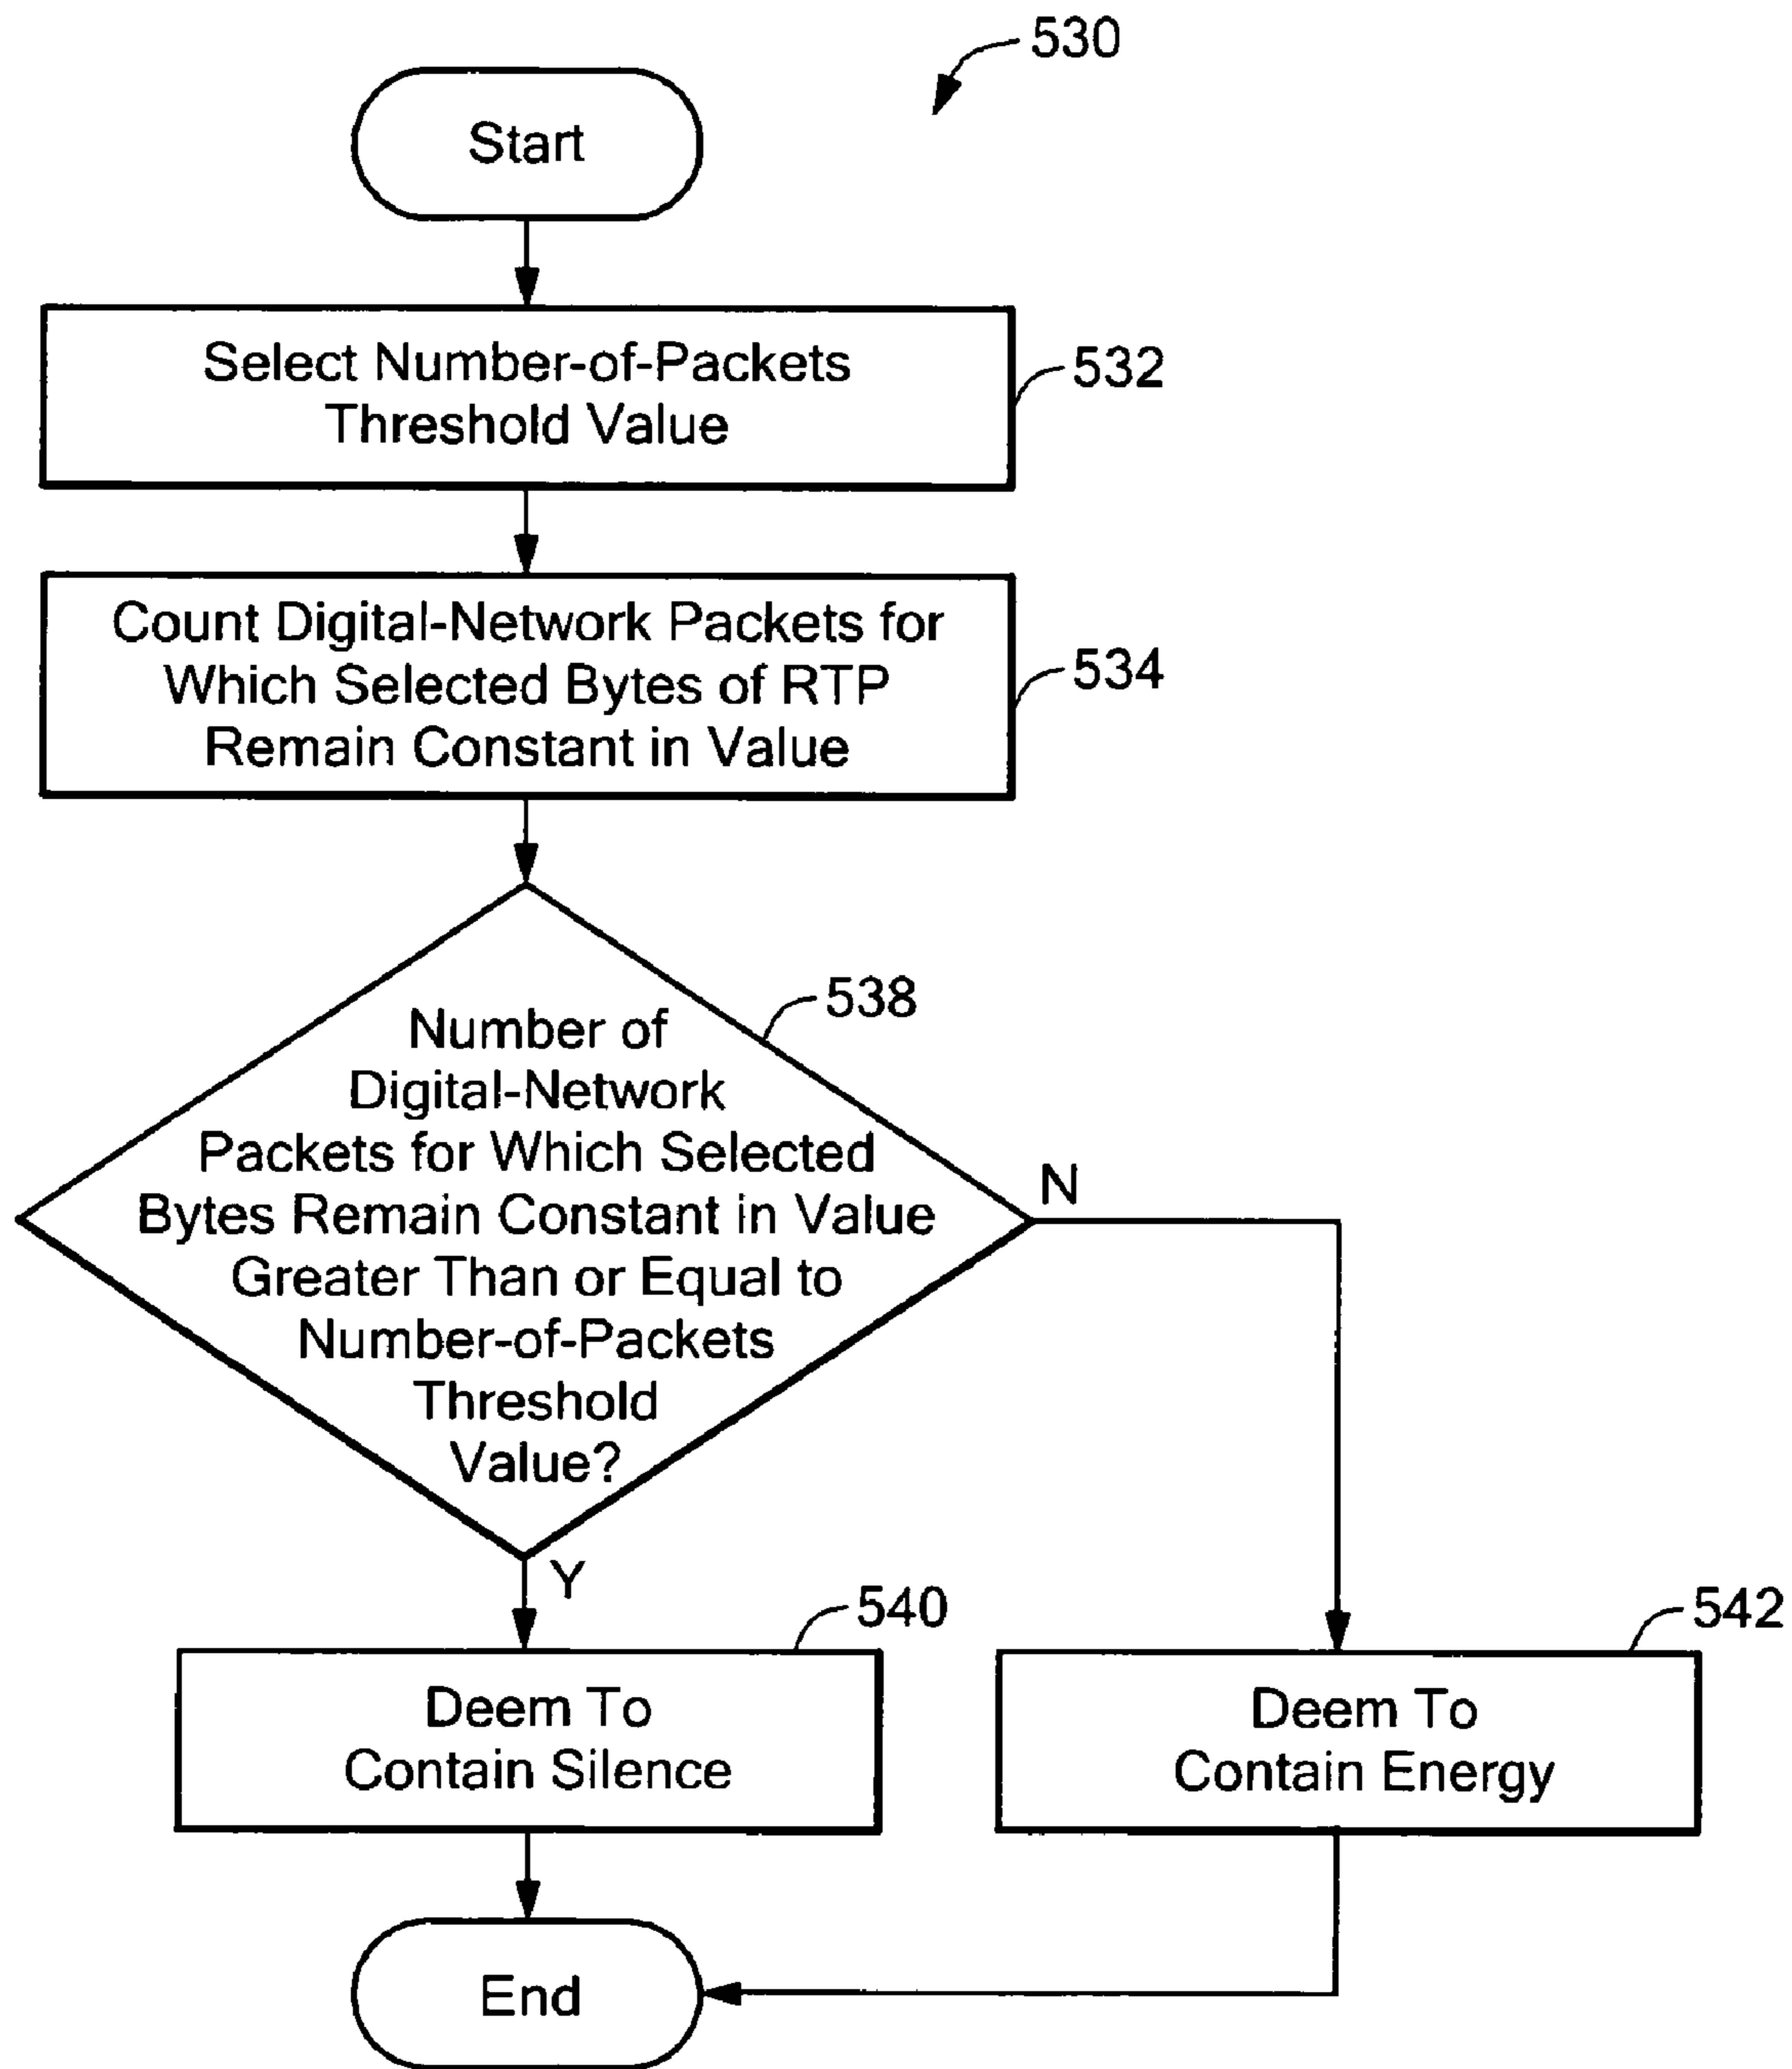 530
Start
Select Number-of-Packets
Threshold Value
532
Count Digital-Network Packets for
Which Selected Bytes of RTP
Remain Constant in Value
534
538
Number of
Digital-Network
Packets for Which Selected
Bytes Remain Constant in Value
Greater Than or Equal to
Number-of-Packets
Threshold
Value?
N
Y
540
Deem To
Contain Silence
542
Deem To
Contain Energy
End